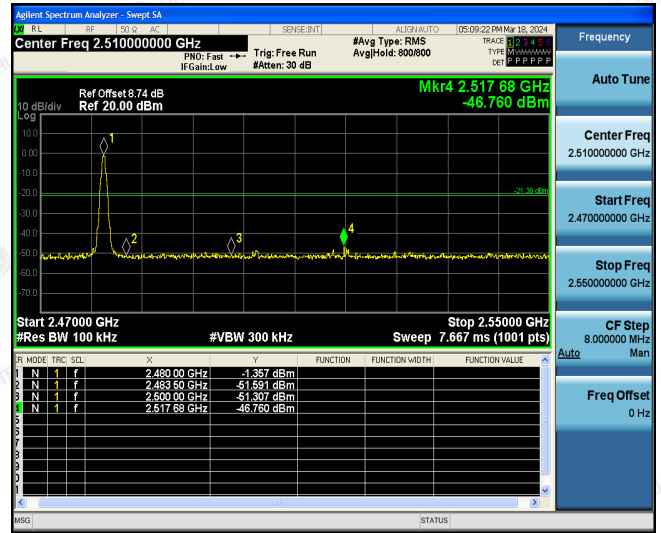 Agilent Spectrum Analyzer - Swept SA
LXI RL RF 50 Ω AC SENSE:INT ALIGN AUTO 05:09:22 PM Mar 18, 2024
Center Freq 2.510000000 GHz
PNO: Fast
IFGain:Low
Trig: Free Run
#Atten: 30 dB
#Avg Type: RMS
Avg|Hold: 800/800
TRACE 1 2 3 4 5 6
TYPE M W W W W W
DET P P P P P P
Frequency
Auto Tune
Center Freq
2.510000000 GHz
Start Freq
2.470000000 GHz
Stop Freq
2.550000000 GHz
CF Step
8.000000 MHz
Auto Man
Freq Offset
0 Hz
Ref Offset 8.74 dB
10 dB/div Ref 20.00 dBm
Log
Mkr4 2.517 68 GHz
-46.760 dBm
10.0
0.00
-10.0
-20.0
-30.0
-40.0
-50.0
-60.0
-70.0
1
2
3
4
-21.36 dBm
Start 2.47000 GHz Stop 2.55000 GHz
#Res BW 100 kHz #VBW 300 kHz Sweep 7.667 ms (1001 pts)
MODE TRC SCL X Y FUNCTION FUNCTION WIDTH FUNCTION VALUE
1 N 1 f 2.480 00 GHz -1.357 dBm
2 N 1 f 2.483 50 GHz -51.591 dBm
3 N 1 f 2.500 00 GHz -51.307 dBm
4 N 1 f 2.517 68 GHz -46.760 dBm
5
6
7
8
9
MSG STATUS